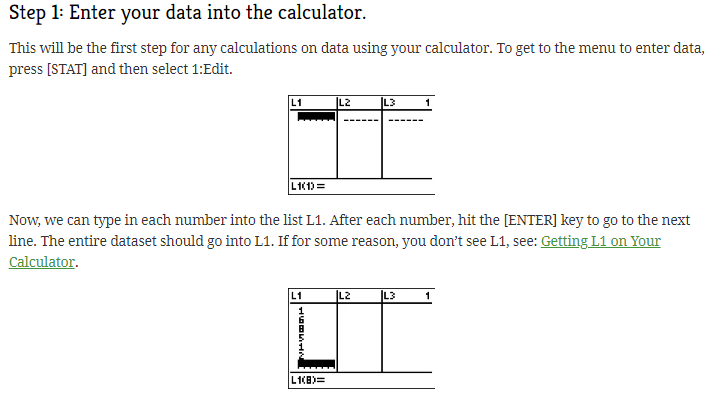 Step 1: Enter your data into the calculator.
This will be the first step for any calculations on data using your calculator. To get to the menu to enter data,
press [STAT] and then select 1:Edit.
L1 L2 L3 1
------ ------
L1(1)=
Now, we can type in each number into the list L1. After each number, hit the [ENTER] key to go to the next
line. The entire dataset should go into L1. If for some reason, you don’t see L1, see: Getting L1 on Your
Calculator.
L1 L2 L3 1
1
6
8
5
1
2
L1(8)=